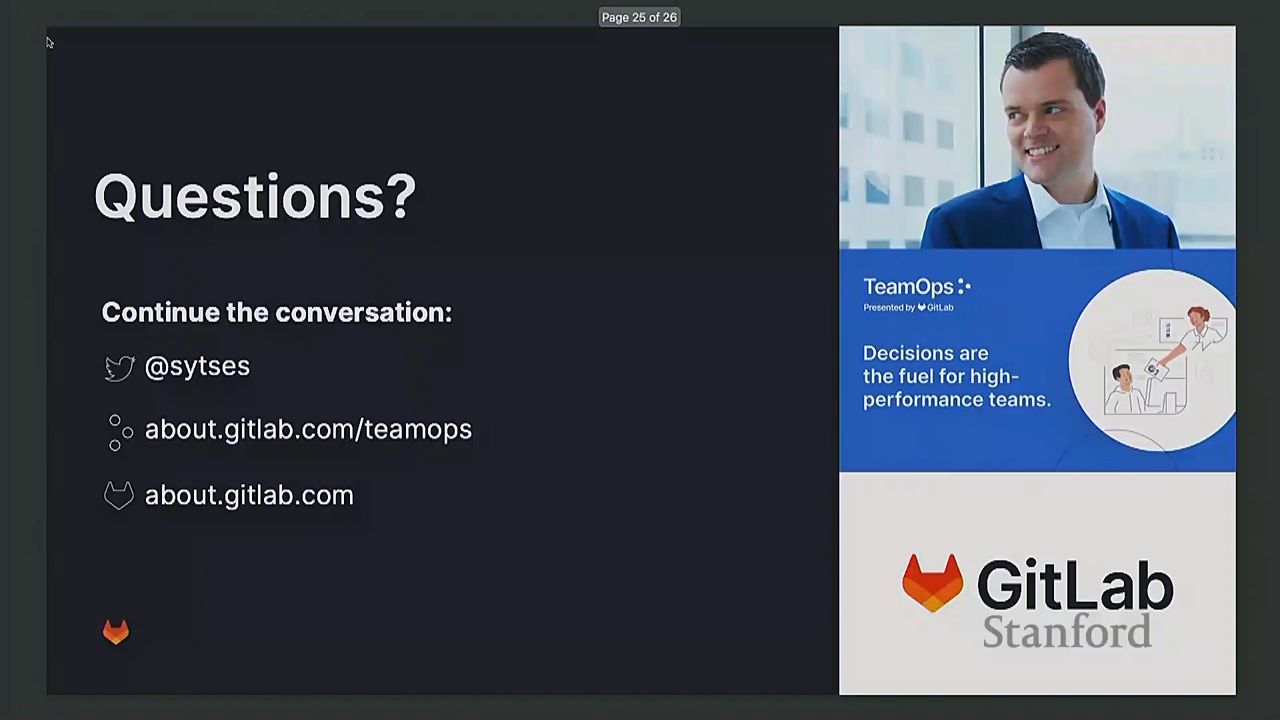 Page 25 of 26
Questions?
Continue the conversation:
@sytses
about.gitlab.com/teamops
about.gitlab.com
TeamOps
Presented by GitLab
Decisions are
the fuel for high-
performance teams.
GitLab
Stanford